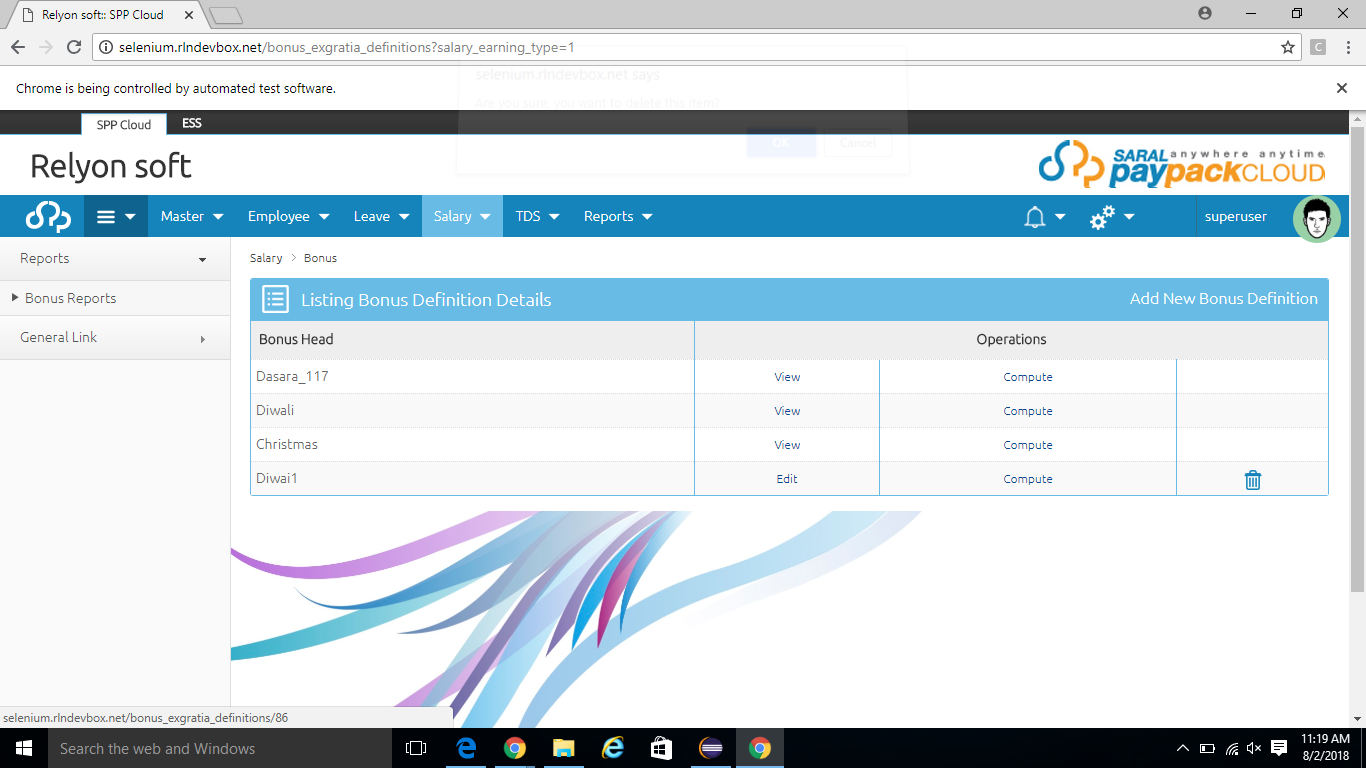 Relyon soft:: SPP Cloud
selenium.rlndevbox.net/bonus_exgratia_definitions?salary_earning_type=1
C
selenium.rlndevbox.net says
Chrome is being controlled by automated test software.
Are you sure, you want to delete this item?
SPP Cloud ESS
OK Cancel
Relyon soft
SARAL anywhere anytime
paypackCLOUD
Master Employee Leave Salary TDS Reports superuser
Reports
Salary > Bonus
Bonus Reports
General Link
Listing Bonus Definition Details Add New Bonus Definition
Bonus Head Operations
Dasara_117 View Compute
Diwali View Compute
Christmas View Compute
Diwai1 Edit Compute
selenium.rlndevbox.net/bonus_exgratia_definitions/86
Search the web and Windows
11:19 AM
8/2/2018